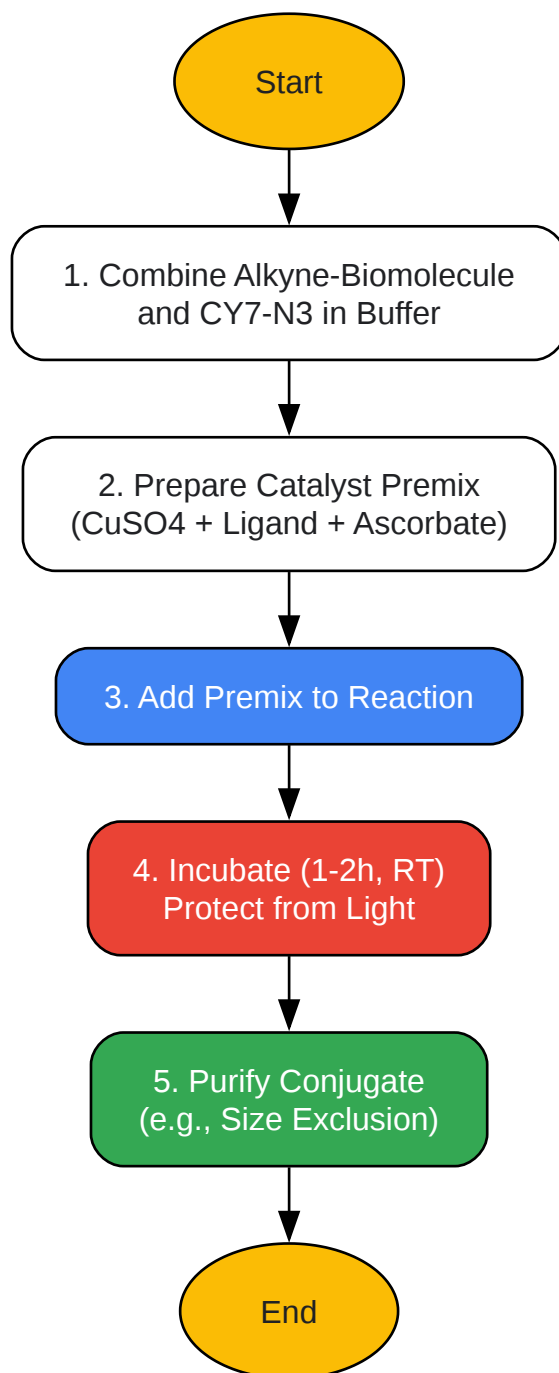 Start
1. Combine Alkyne-Biomolecule
and CY7-N3 in Buffer
2. Prepare Catalyst Premix
(CuSO4 + Ligand + Ascorbate)
3. Add Premix to Reaction
4. Incubate (1-2h, RT)
Protect from Light
5. Purify Conjugate
(e.g., Size Exclusion)
End